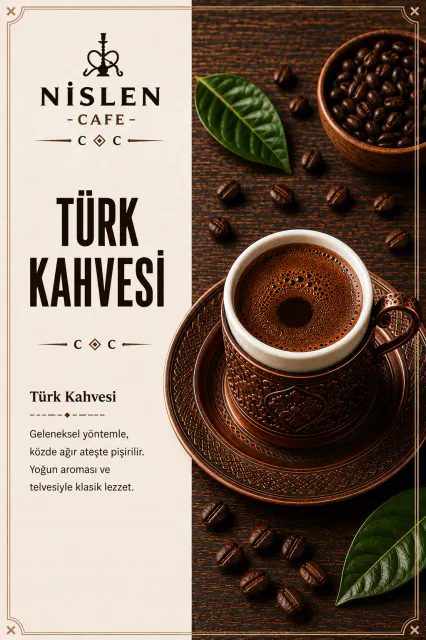 NİSLEN
-CAFE-
C C
TÜRK
KAHVESİ
C C
Türk Kahvesi
Geleneksel yöntemle,
közde ağır ateşte pişirilir.
Yoğun aroması ve
telvesiyle klasik lezzet.